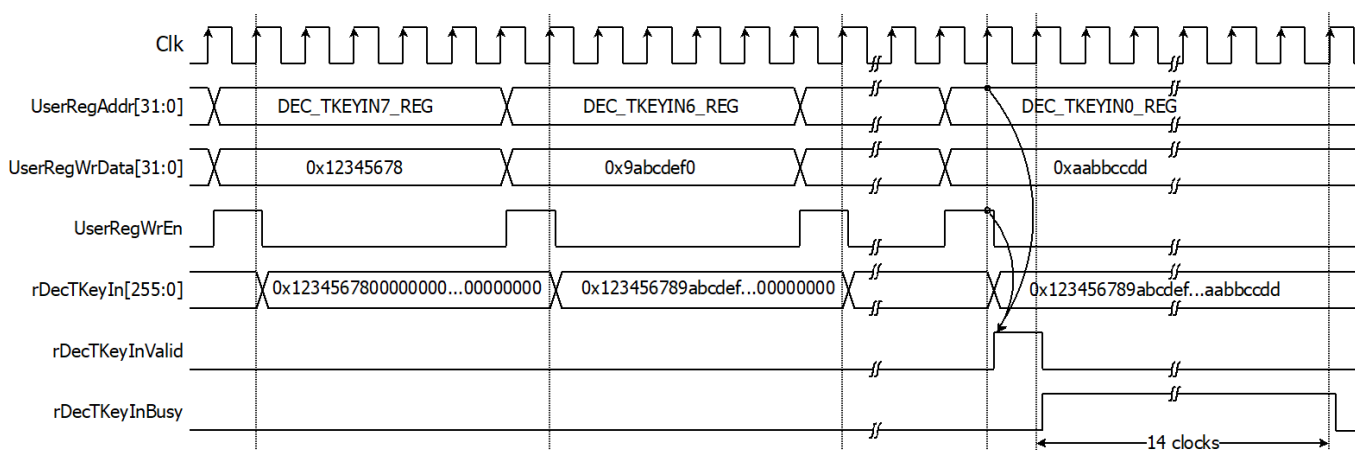 Clk
UserRegAddr[31:0] DEC_TKEYIN7_REG DEC_TKEYIN6_REG DEC_TKEYIN0_REG
UserRegWrData[31:0] 0x12345678 0x9abcdef0 0xaabbccdd
UserRegWrEn
rDecTKeyIn[255:0] 0x1234567800000000...00000000 0x123456789abcdef...00000000 0x123456789abcdef...aabbccdd
rDecTKeyInValid
rDecTKeyInBusy
14 clocks